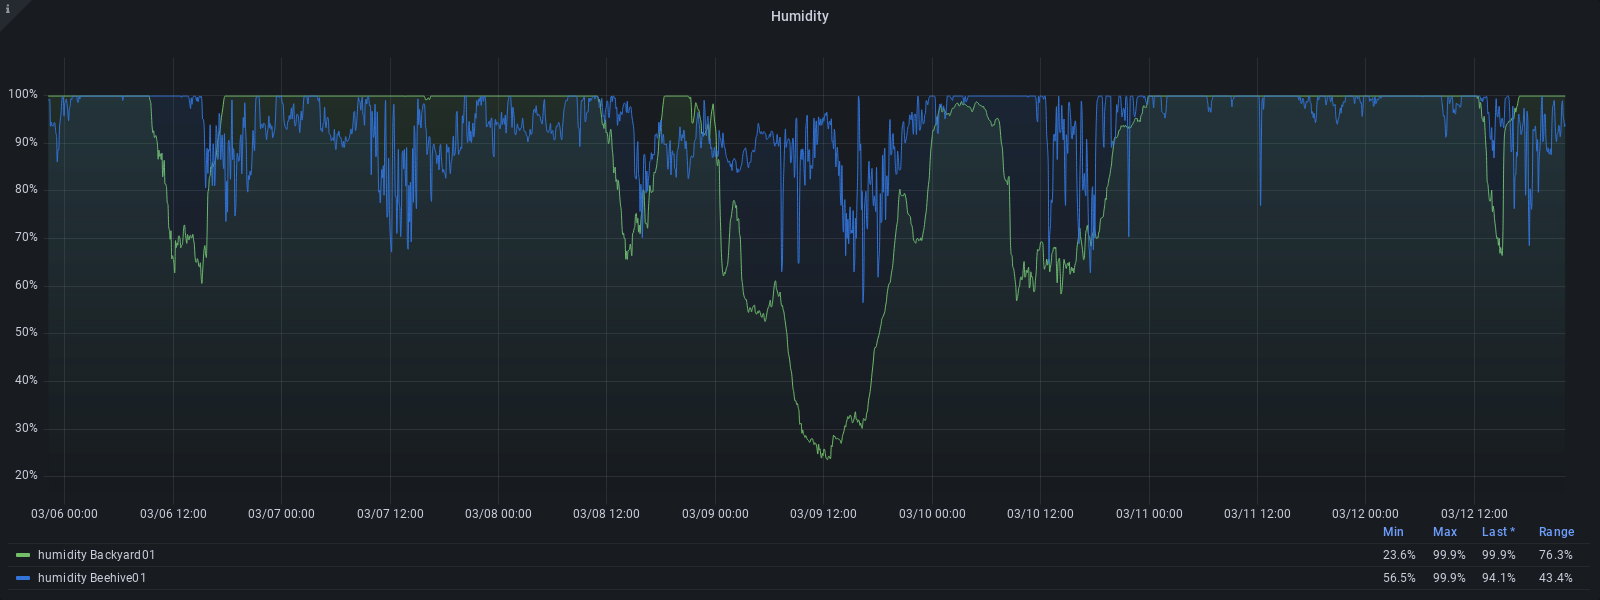 i
Humidity
100%
90%
80%
70%
60%
50%
40%
30%
20%
03/06 00:00 03/06 12:00 03/07 00:00 03/07 12:00 03/08 00:00 03/08 12:00 03/09 00:00 03/09 12:00 03/10 00:00 03/10 12:00 03/11 00:00 03/11 12:00 03/12 00:00 03/12 12:00
Min Max Last * Range
humidity Backyard01 23.6% 99.9% 99.9% 76.3%
humidity Beehive01 56.5% 99.9% 94.1% 43.4%